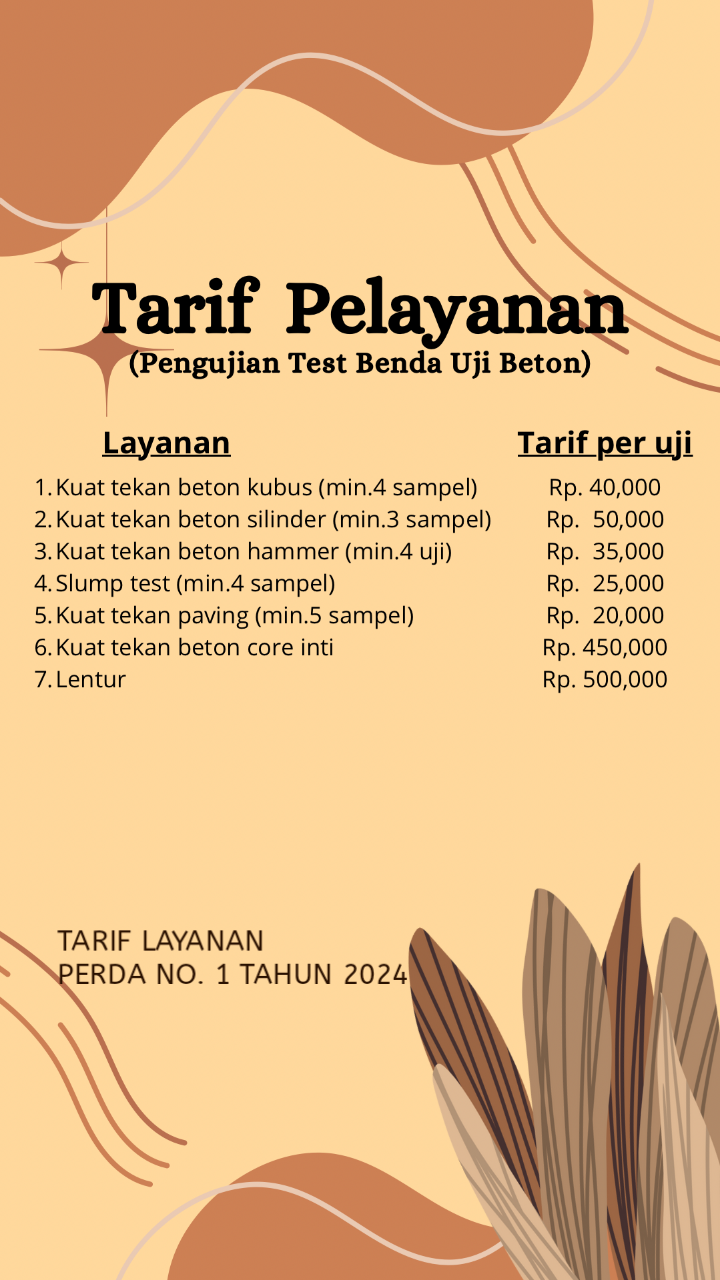 Tarif Pelayanan
(Pengujian Test Benda Uji Beton)
Layanan Tarif per uji
1. Kuat tekan beton kubus (min.4 sampel) Rp. 40,000
2. Kuat tekan beton silinder (min.3 sampel) Rp. 50,000
3. Kuat tekan beton hammer (min.4 uji) Rp. 35,000
4. Slump test (min.4 sampel) Rp. 25,000
5. Kuat tekan paving (min.5 sampel) Rp. 20,000
6. Kuat tekan beton core inti Rp. 450,000
7. Lentur Rp. 500,000
TARIF LAYANAN
PERDA NO. 1 TAHUN 2024